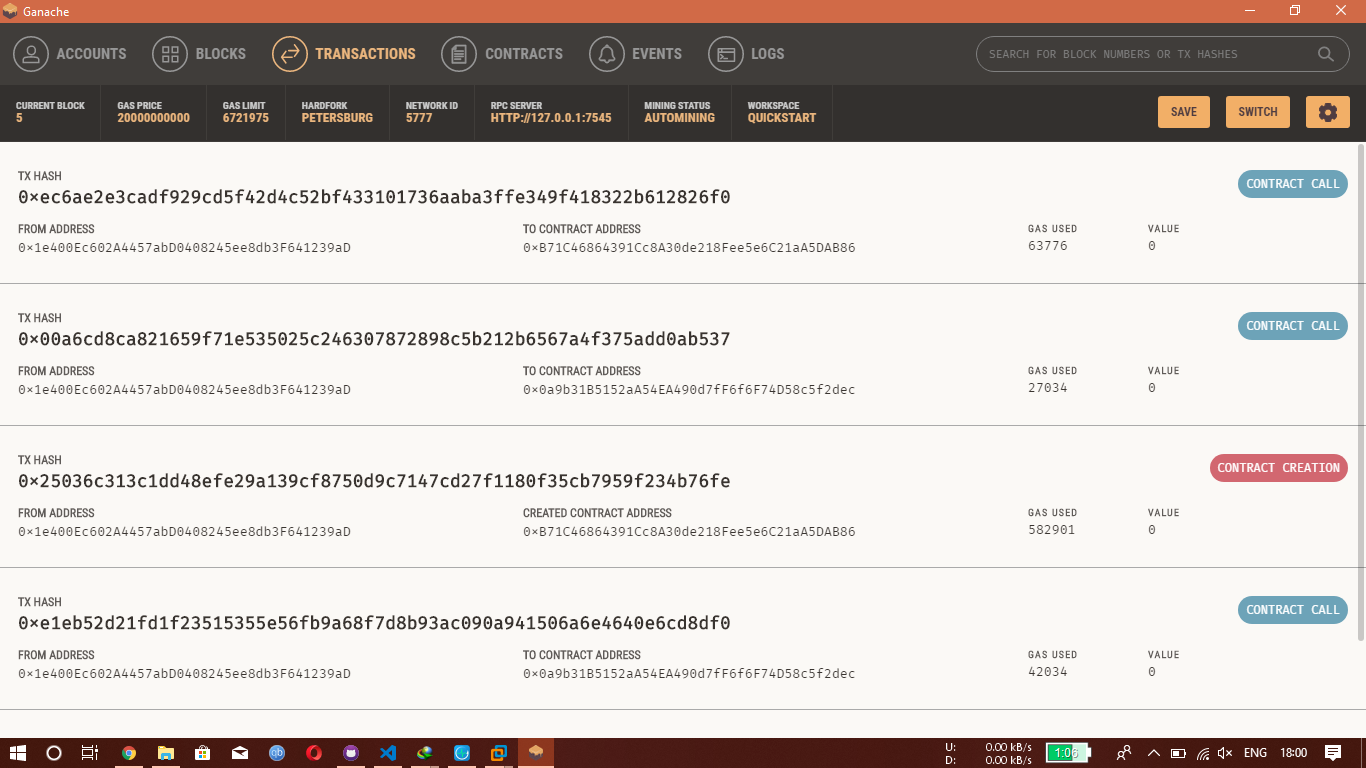 Ganache
ACCOUNTS BLOCKS TRANSACTIONS CONTRACTS EVENTS LOGS SEARCH FOR BLOCK NUMBERS OR TX HASHES
CURRENT BLOCK GAS PRICE GAS LIMIT HARDFORK NETWORK ID RPC SERVER MINING STATUS WORKSPACE
5 20000000000 6721975 PETERSBURG 5777 HTTP://127.0.0.1:7545 AUTOMINING QUICKSTART
SAVE SWITCH
TX HASH
0×ec6ae2e3cadf929cd5f42d4c52bf433101736aaba3ffe349f418322b612826f0
CONTRACT CALL
FROM ADDRESS TO CONTRACT ADDRESS GAS USED VALUE
0×1e400Ec602A4457abD0408245ee8db3F641239aD 0×B71C46864391Cc8A30de218Fee5e6C21aA5DAB86 63776 0
TX HASH
0×00a6cd8ca821659f71e535025c246307872898c5b212b6567a4f375add0ab537
CONTRACT CALL
FROM ADDRESS TO CONTRACT ADDRESS GAS USED VALUE
0×1e400Ec602A4457abD0408245ee8db3F641239aD 0×0a9b31B5152aA54EA490d7fF6f6F74D58c5f2dec 27034 0
TX HASH
0×25036c313c1dd48efe29a139cf8750d9c7147cd27f1180f35cb7959f234b76fe
CONTRACT CREATION
FROM ADDRESS CREATED CONTRACT ADDRESS GAS USED VALUE
0×1e400Ec602A4457abD0408245ee8db3F641239aD 0×B71C46864391Cc8A30de218Fee5e6C21aA5DAB86 582901 0
TX HASH
0×e1eb52d21fd1f23515355e56fb9a68f7d8b93ac090a941506a6e4640e6cd8df0
CONTRACT CALL
FROM ADDRESS TO CONTRACT ADDRESS GAS USED VALUE
0×1e400Ec602A4457abD0408245ee8db3F641239aD 0×0a9b31B5152aA54EA490d7fF6f6F74D58c5f2dec 42034 0
U: 0.00 kB/s
D: 0.00 kB/s
1:06
ENG 18:00